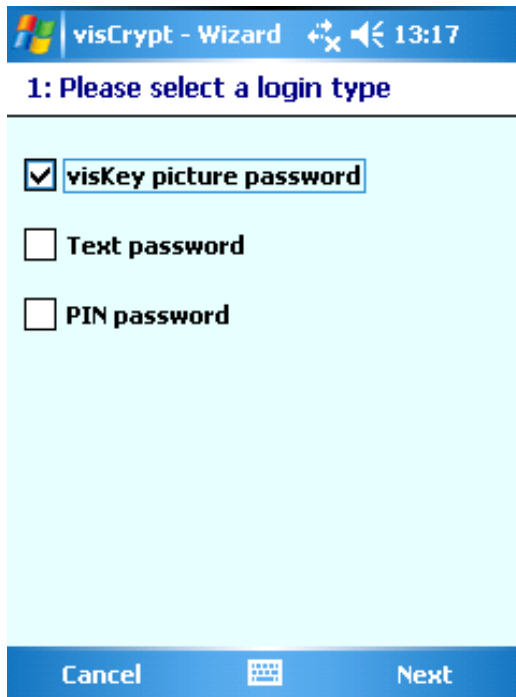 visCrypt - Wizard 13:17
1: Please select a login type
visKey picture password
Text password
PIN password
Cancel Next